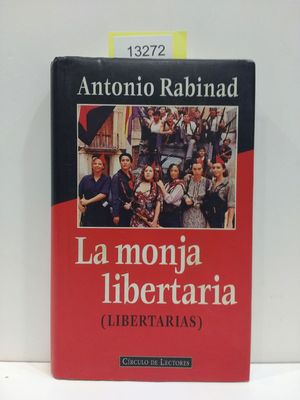 13272
Antonio Rabinad
La monja
libertaria
(LIBERTARIAS)
CÍRCULO DE LECTORES